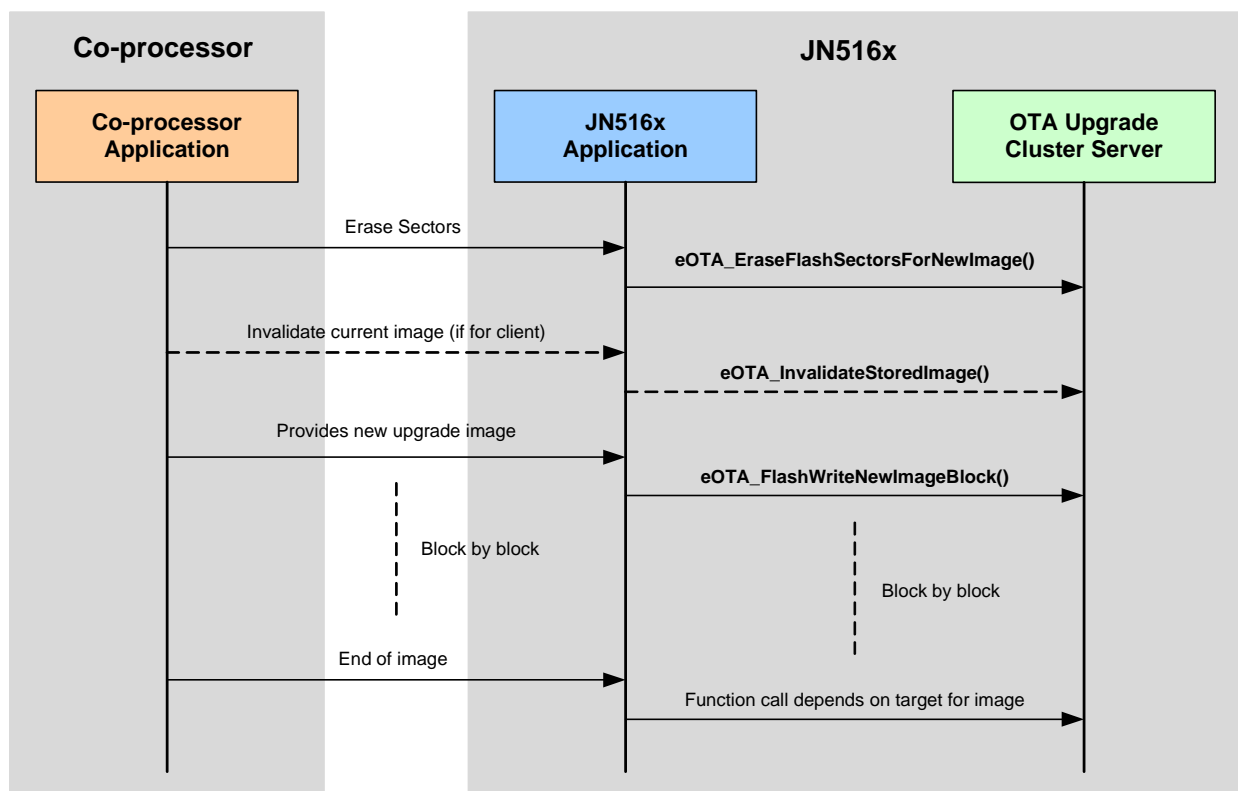 Co-processor
JN516x
Co-processor
Application
JN516x
Application
OTA Upgrade
Cluster Server
Erase Sectors
eOTA_EraseFlashSectorsForNewImage()
Invalidate current image (if for client)
eOTA_InvalidateStoredImage()
Provides new upgrade image
eOTA_FlashWriteNewImageBlock()
Block by block
Block by block
End of image
Function call depends on target for image